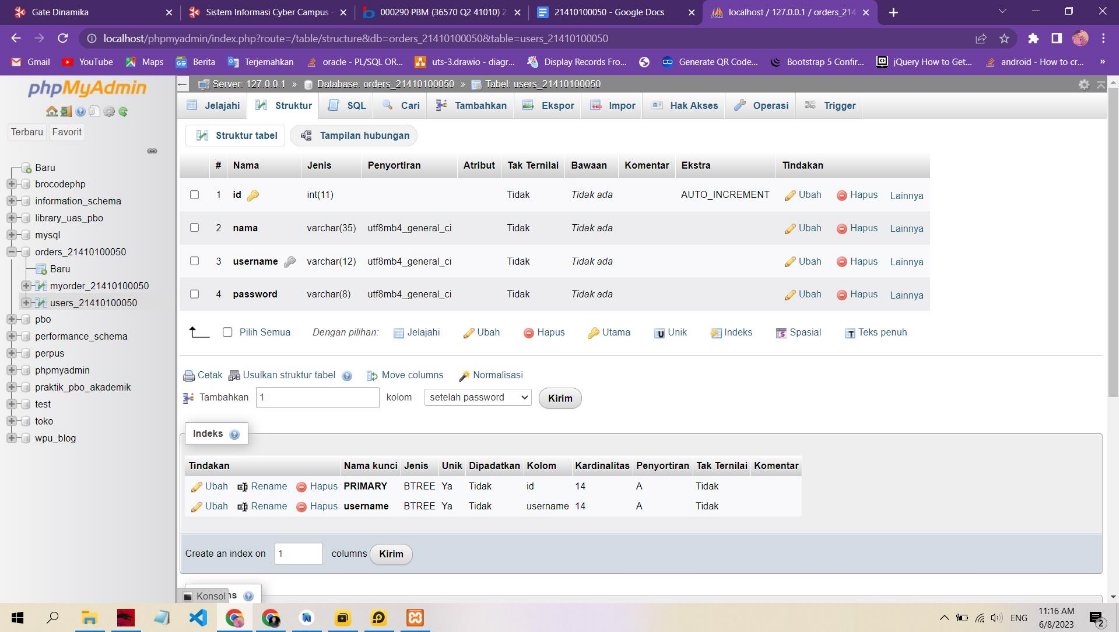 Gate Dinamika
Sistem Informasi Cyber Campus -
000290 PBM (36570 Q2 41010) 2
21410100050 - Google Docs
localhost / 127.0.0.1 / orders_214
localhost/phpmyadmin/index.php?route=/table/structure&db=orders_21410100050&table=users_21410100050
Gmail YouTube Maps Berita Terjemahan oracle - PL/SQL OR... uts-3.drawio - diagr... Display Records Fro... Generate QR Code... Bootstrap 5 Confir... jQuery How to Get... android - How to cr... »
phpMyAdmin
Terbaru Favorit
Baru
brocodephp
information_schema
library_uas_pbo
mysql
orders_21410100050
Baru
myorder_21410100050
users_21410100050
pbo
performance_schema
perpus
phpmyadmin
praktik_pbo_akademik
test
toko
wpu_blog
Server: 127.0.0.1 » Database: orders_21410100050 » Tabel: users_21410100050
Jelajahi Struktur SQL Cari Tambahkan Ekspor Impor Hak Akses Operasi Trigger
Struktur tabel Tampilan hubungan
# Nama Jenis Penyortiran Atribut Tak Ternilai Bawaan Komentar Ekstra Tindakan
1 id int(11) Tidak Tidak ada AUTO_INCREMENT Ubah Hapus Lainnya
2 nama varchar(35) utf8mb4_general_ci Tidak Tidak ada Ubah Hapus Lainnya
3 username varchar(12) utf8mb4_general_ci Tidak Tidak ada Ubah Hapus Lainnya
4 password varchar(8) utf8mb4_general_ci Tidak Tidak ada Ubah Hapus Lainnya
Pilih Semua Dengan pilihan: Jelajahi Ubah Hapus Utama Unik Indeks Spasial Teks penuh
Cetak Usulkan struktur tabel Move columns Normalisasi
Tambahkan 1 kolom setelah password Kirim
Indeks
Tindakan Nama kunci Jenis Unik Dipadatkan Kolom Kardinalitas Penyortiran Tak Ternilai Komentar
Ubah Rename Hapus PRIMARY BTREE Ya Tidak id 14 A Tidak
Ubah Rename Hapus username BTREE Ya Tidak username 14 A Tidak
Create an index on 1 columns Kirim
Konsol
ENG
11:16 AM
6/8/2023
2